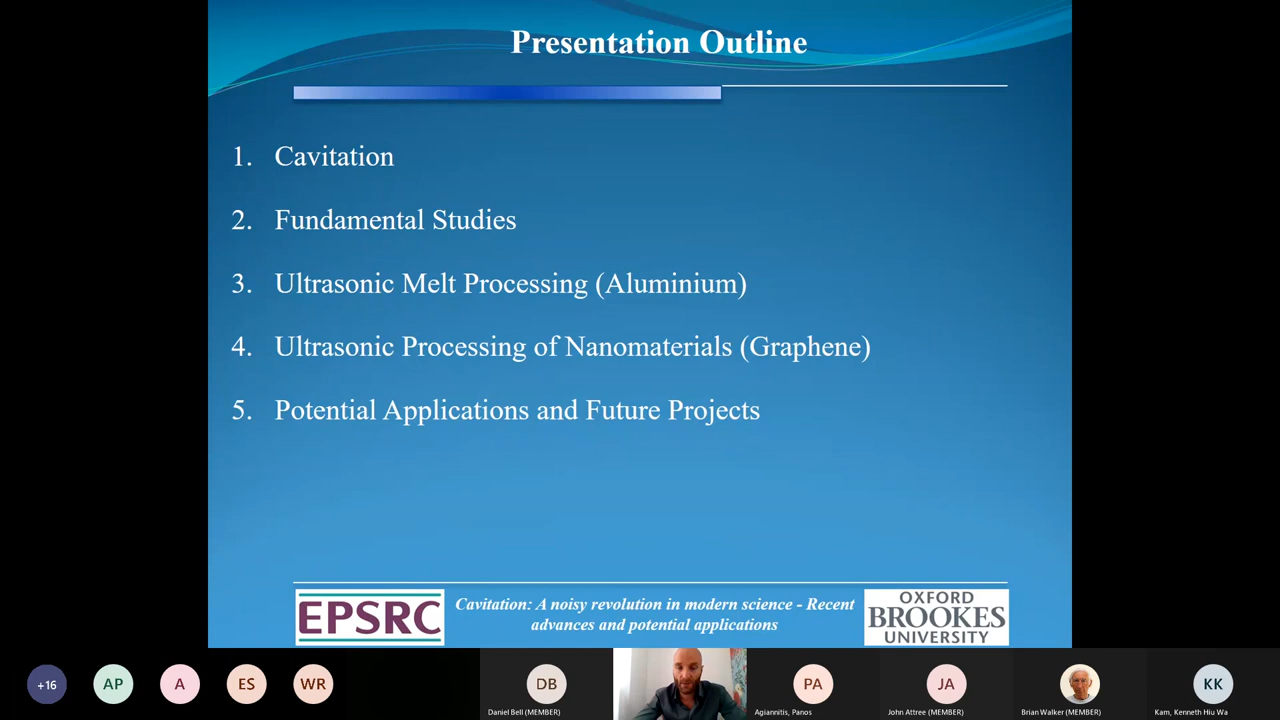 Presentation Outline
1. Cavitation
2. Fundamental Studies
3. Ultrasonic Melt Processing (Aluminium)
4. Ultrasonic Processing of Nanomaterials (Graphene)
5. Potential Applications and Future Projects
EPSRC
Cavitation: A noisy revolution in modern science - Recent
advances and potential applications
OXFORD
BROOKES
UNIVERSITY
+16
AP
A
ES
WR
DB
Daniel Bell (MEMBER)
PA
Agiannitis, Panos
JA
John Attree (MEMBER)
Brian Walker (MEMBER)
KK
Kam, Kenneth Hiu Wa